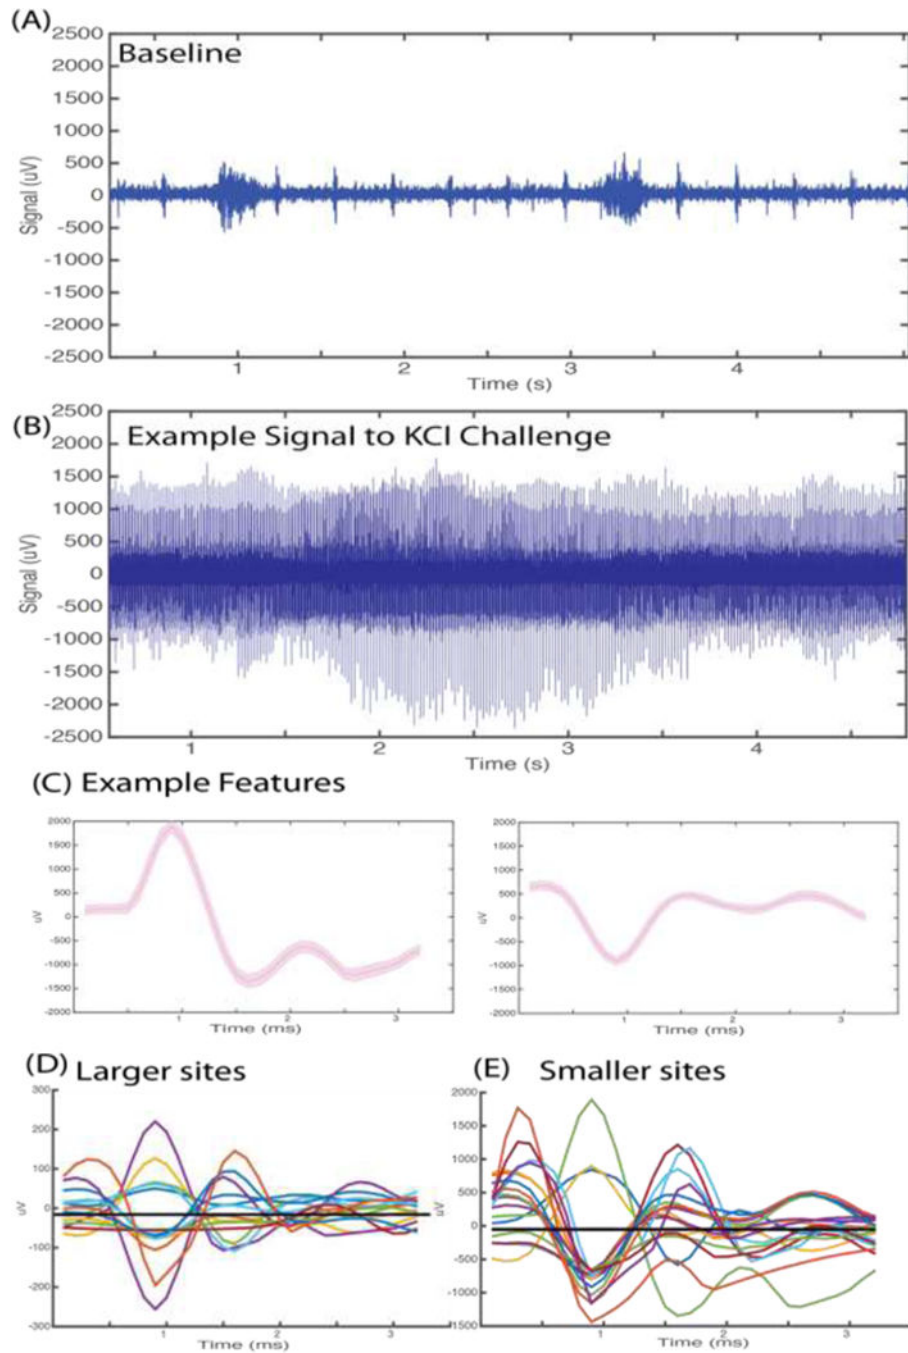 (A)
Baseline
2500
2000
1500
1000
500
0
-500
-1000
-1500
-2000
-2500
Signal (uV)
1 2 3 4 5
Time (s)
(B)
Example Signal to KCl Challenge
2500
2000
1500
1000
500
0
-500
-1000
-1500
-2000
-2500
Signal (uV)
1 2 3 4
Time (s)
(C) Example Features
2000
1500
1000
500
0
-500
-1000
-1500
-2000
uV
1 2 3
Time (ms)
2000
1500
1000
500
0
-500
-1000
-1500
-2000
uV
1 2 3
Time (ms)
(D) Larger sites
300
200
100
0
-100
-200
-300
uV
1 2 3
Time (ms)
(E) Smaller sites
2000
1500
1000
500
0
-500
-1000
-1500
uV
1 2 3
Time (ms)